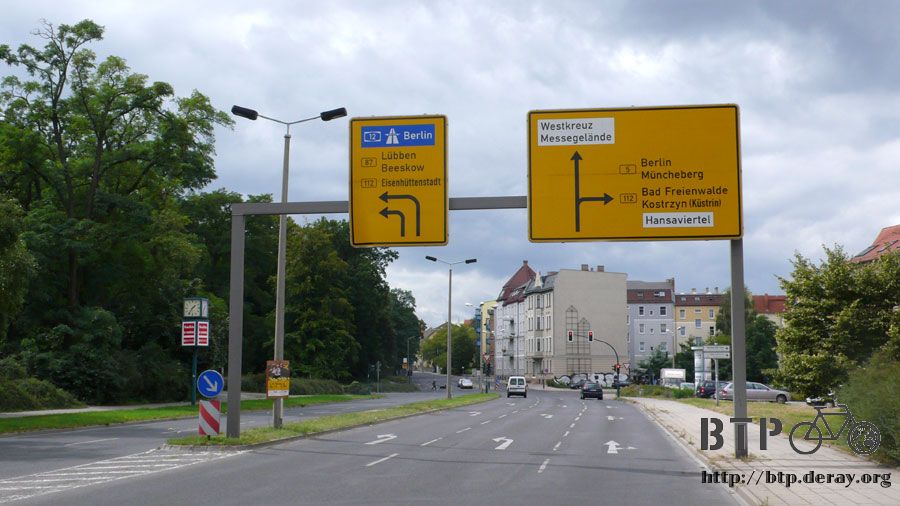 12 Berlin
87 Lübben
Beeskow
112 Eisenhüttenstadt
Westkreuz
Messegelände
5 Berlin
Müncheberg
112 Bad Freienwalde
Kostrzyn (Küstrin)
Hansaviertel
BTP
http://btp.deray.org